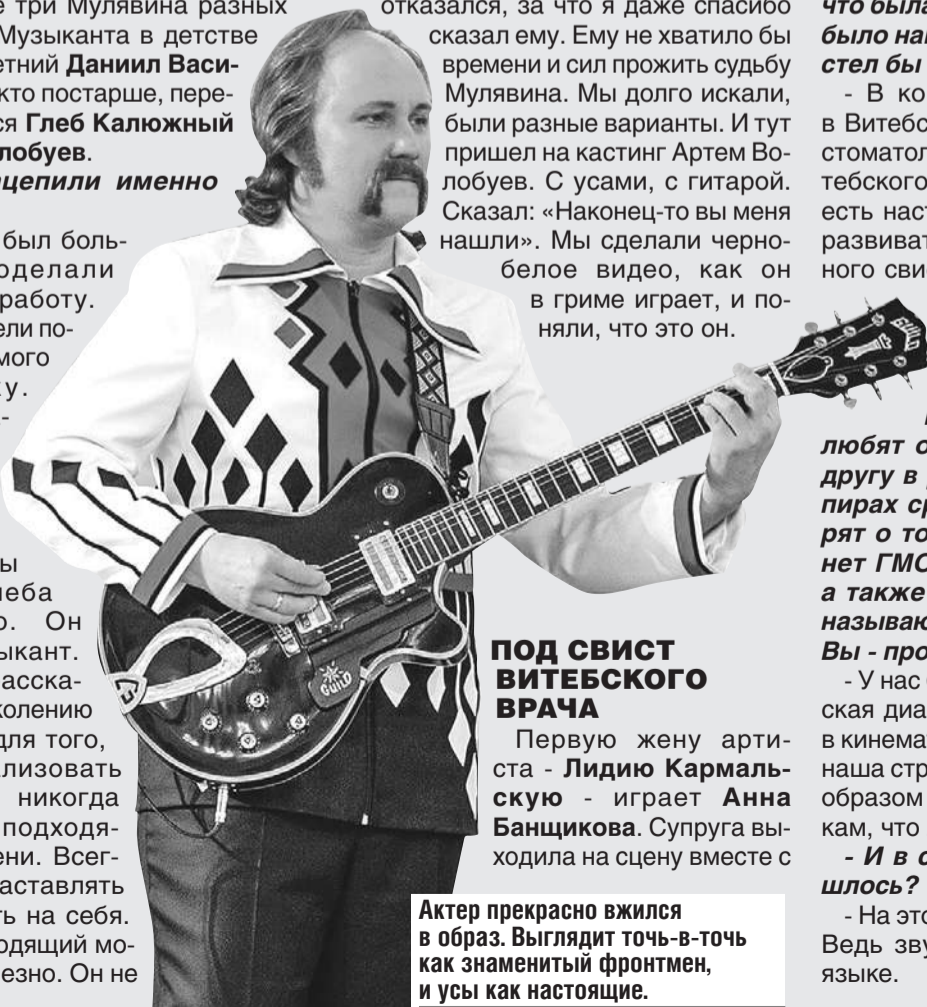 е три Мулявина разных
Музыканта в детстве
етний Даниил Васи-
кто постарше, пере-
ся Глеб Калюжный
лобуев.
ацепили именно
был боль-
оделали
работу.
ели по-
мого
у.
ы
леба
о. Он
ыкант.
асска-
колению
для того,
ализовать
никогда
подходя-
ени. Всег-
аставлять
ть на себя.
одящий мо-
езно. Он не
отказался, за что я даже спасибо
сказал ему. Ему не хватило бы
времени и сил прожить судьбу
Мулявина. Мы долго искали,
были разные варианты. И тут
пришел на кастинг Артем Во-
лобуев. С усами, с гитарой.
Сказал: «Наконец-то вы меня
нашли». Мы сделали черно-
белое видео, как он
в гриме играет, и по-
няли, что это он.
GUILD
GUILD
ПОД СВИСТ
ВИТЕБСКОГО
ВРАЧА
Первую жену арти-
ста - Лидию Кармаль-
скую - играет Анна
Банщикова. Супруга вы-
ходила на сцену вместе с
Актер прекрасно вжился
в образ. Выглядит точь-в-точь
как знаменитый фронтмен,
и усы как настоящие.
что была
было на
стел бы
- В ко
в Витебс
стоматол
тебского
есть наст
развиват
ного сви
любят о
другу в
пирах ср
рят о то
нет ГМО
а также
называю
Вы - про
- У нас
ская диа
в кинема
наша стр
образом
кам, что
- И в с
шлось?
- На это
Ведь зву
языке.